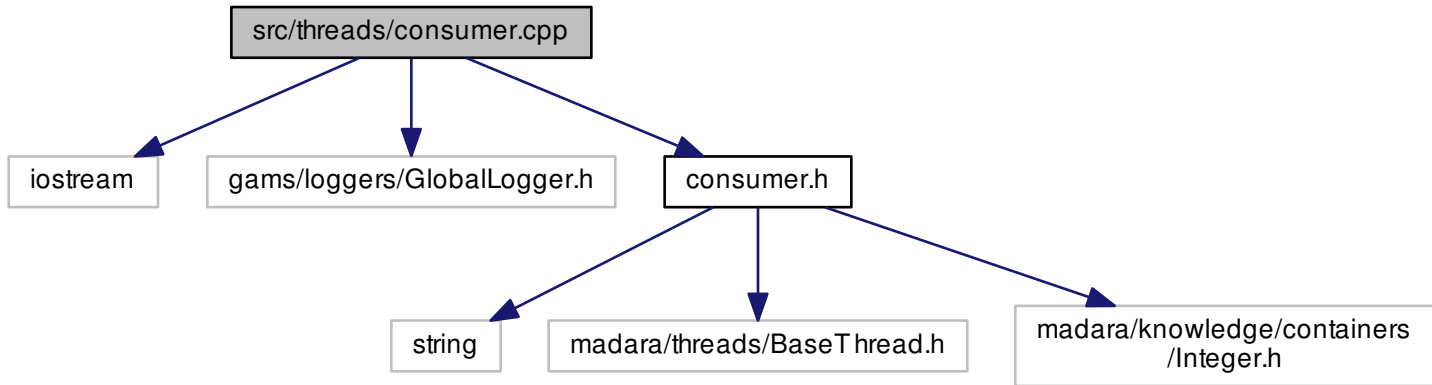 src/threads/consumer.cpp
iostream
gams/loggers/GlobalLogger.h
consumer.h
string
madara/threads/BaseThread.h
madara/knowledge/containers
/Integer.h